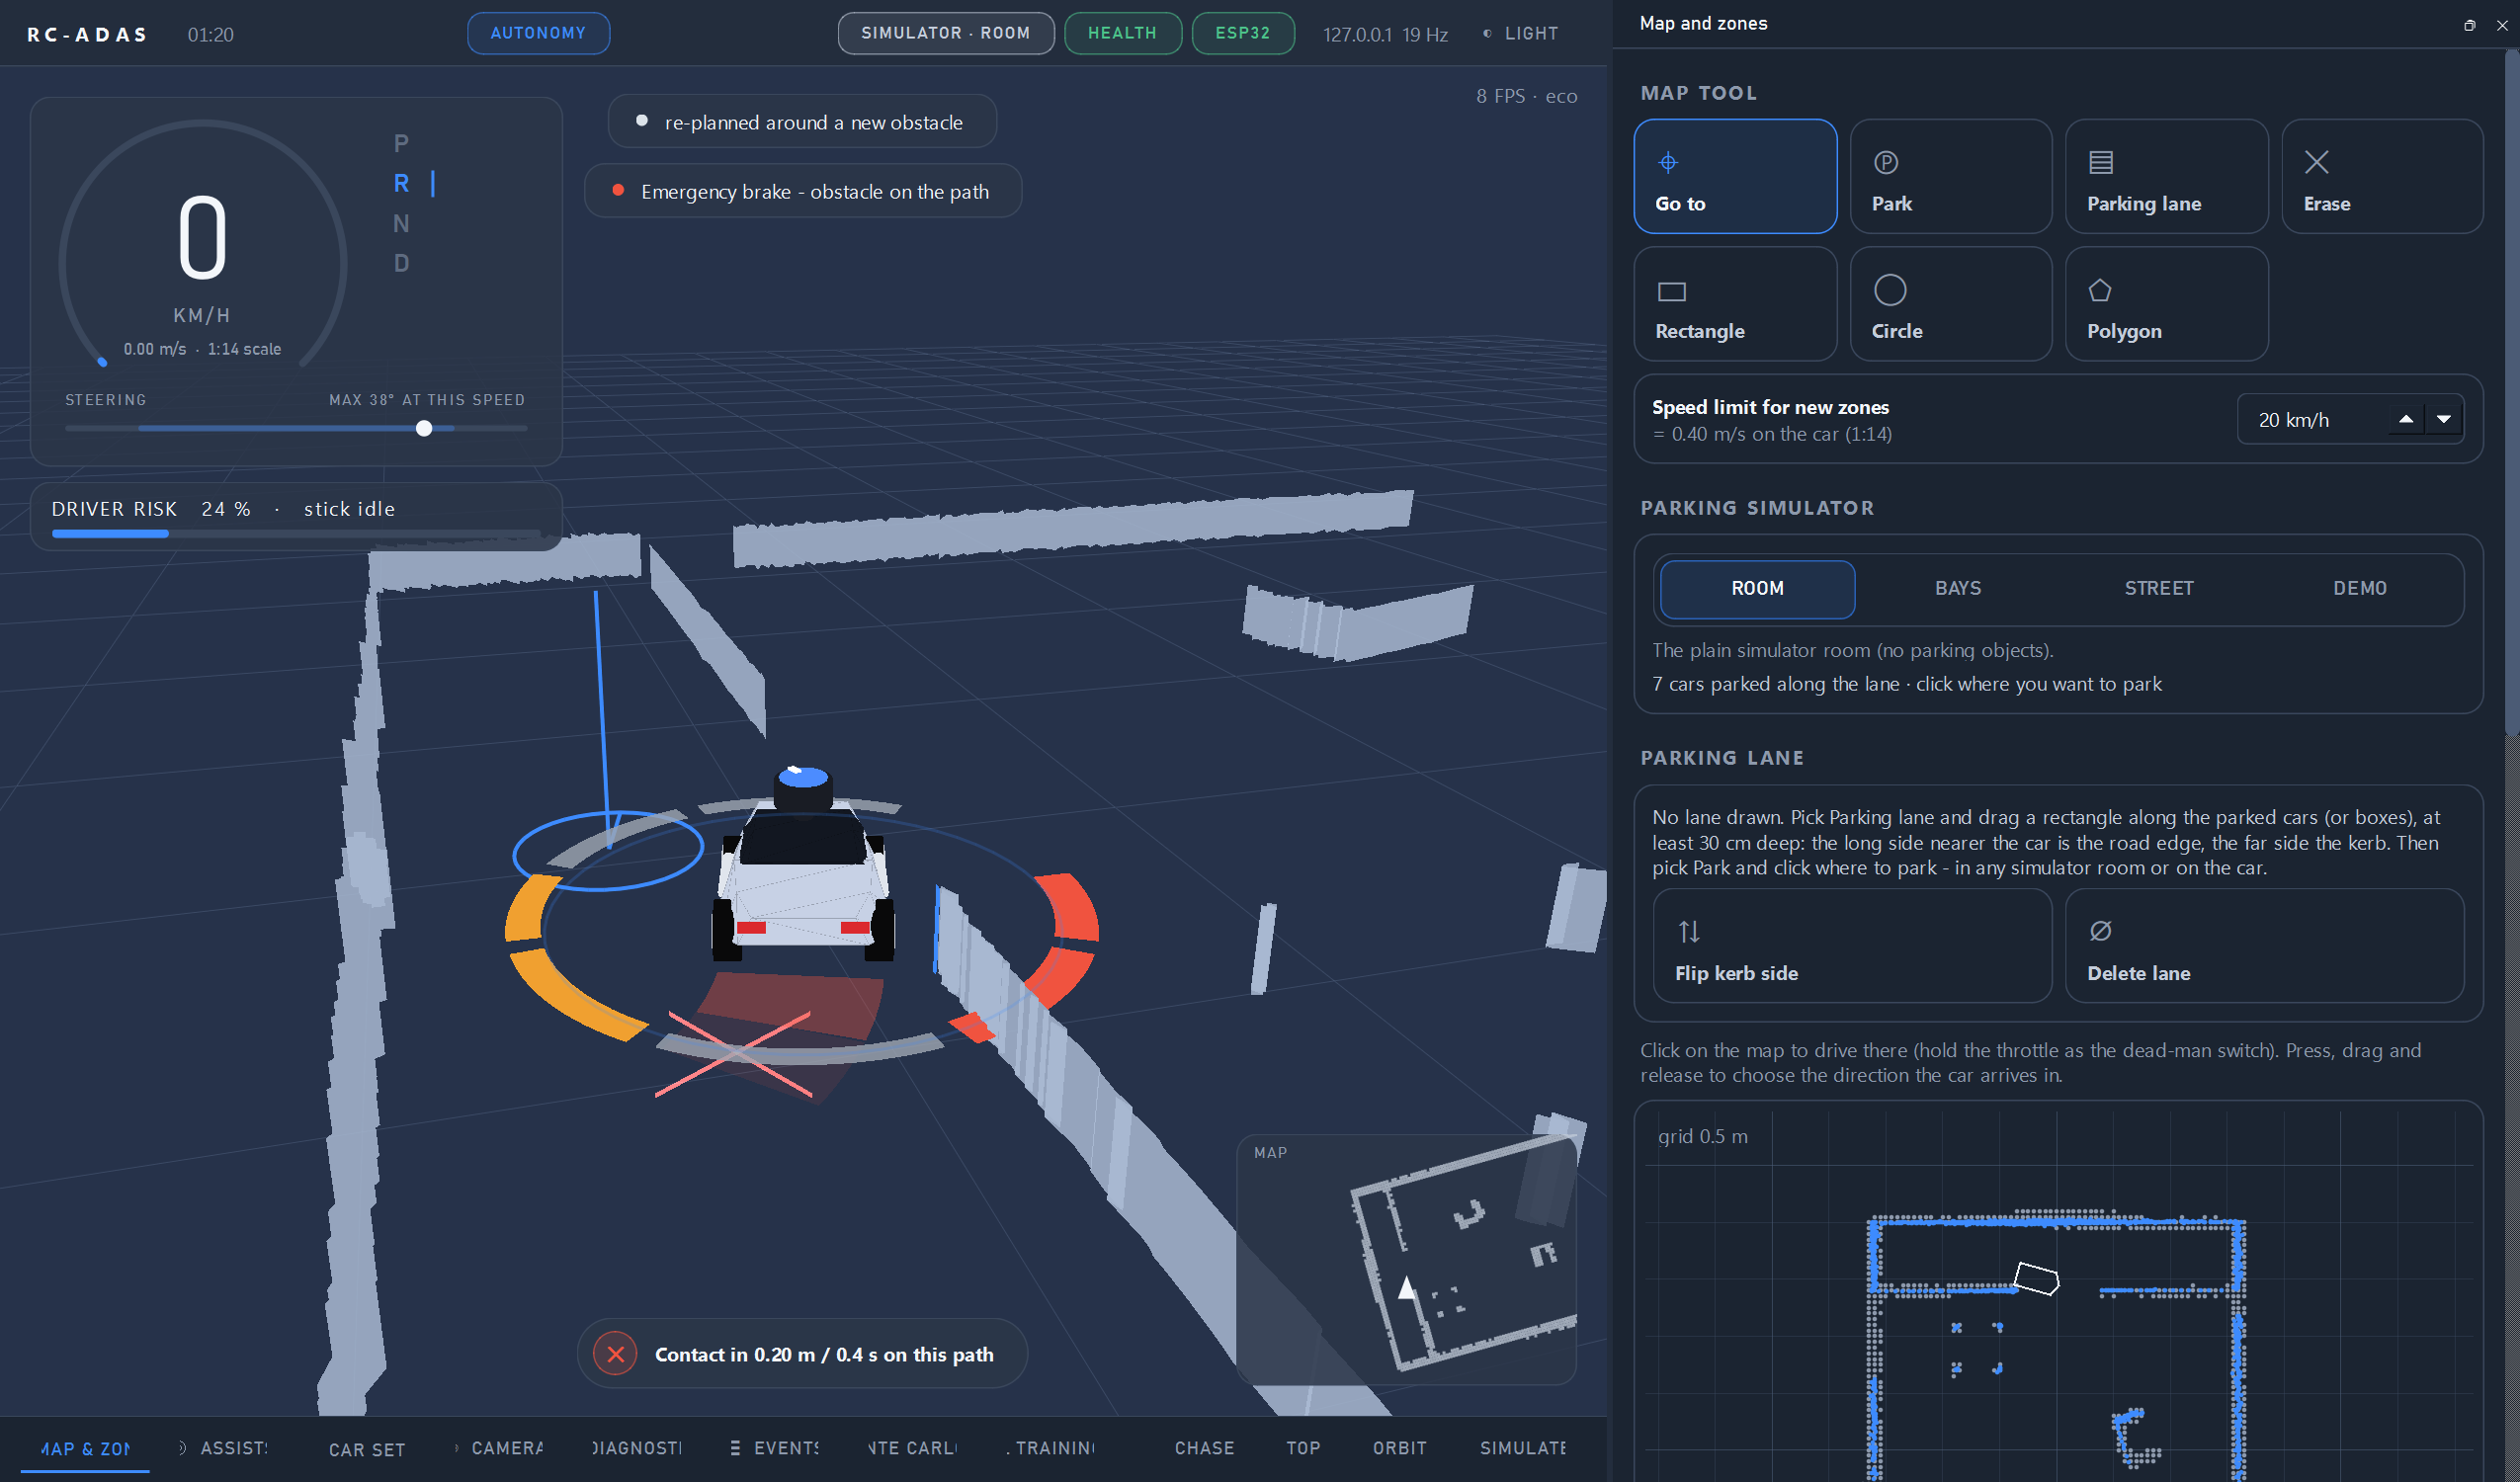 RC-ADAS 01:20 AUTONOMY SIMULATOR · ROOM HEALTH ESP32 127.0.0.1 19 Hz LIGHT
8 FPS · eco
re-planned around a new obstacle
Emergency brake - obstacle on the path
P
R
N
D
0
KM/H
0.00 m/s · 1:14 scale
STEERING MAX 38° AT THIS SPEED
DRIVER RISK 24 % · stick idle
MAP
Contact in 0.20 m / 0.4 s on this path
MAP & ZON ASSISTS CAR SET CAMERA DIAGNOSTI EVENTS NTE CARLO TRAINING CHASE TOP ORBIT SIMULATE
Map and zones
MAP TOOL
Go to Park Parking lane Erase
Rectangle Circle Polygon
Speed limit for new zones
= 0.40 m/s on the car (1:14)
20 km/h
PARKING SIMULATOR
ROOM BAYS STREET DEMO
The plain simulator room (no parking objects).
7 cars parked along the lane · click where you want to park
PARKING LANE
No lane drawn. Pick Parking lane and drag a rectangle along the parked cars (or boxes), at
least 30 cm deep: the long side nearer the car is the road edge, the far side the kerb. Then
pick Park and click where to park - in any simulator room or on the car.
Flip kerb side Delete lane
Click on the map to drive there (hold the throttle as the dead-man switch). Press, drag and
release to choose the direction the car arrives in.
grid 0.5 m